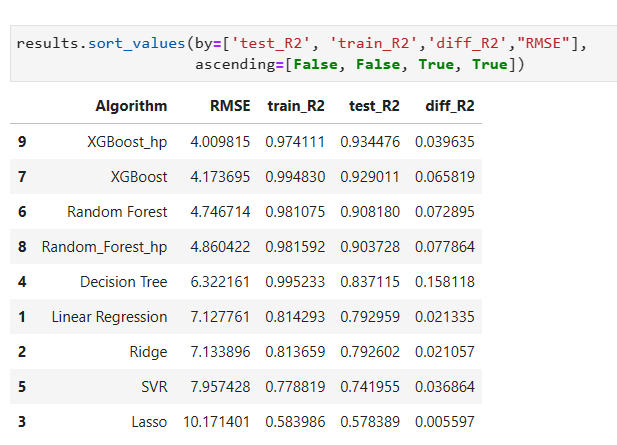 results.sort_values(by=['test_R2', 'train_R2','diff_R2',"RMSE"],
ascending=[False, False, True, True])
Algorithm RMSE train_R2 test_R2 diff_R2
9 XGBoost_hp 4.009815 0.974111 0.934476 0.039635
7 XGBoost 4.173695 0.994830 0.929011 0.065819
6 Random Forest 4.746714 0.981075 0.908180 0.072895
8 Random_Forest_hp 4.860422 0.981592 0.903728 0.077864
4 Decision Tree 6.322161 0.995233 0.837115 0.158118
1 Linear Regression 7.127761 0.814293 0.792959 0.021335
2 Ridge 7.133896 0.813659 0.792602 0.021057
5 SVR 7.957428 0.778819 0.741955 0.036864
3 Lasso 10.171401 0.583986 0.578389 0.005597